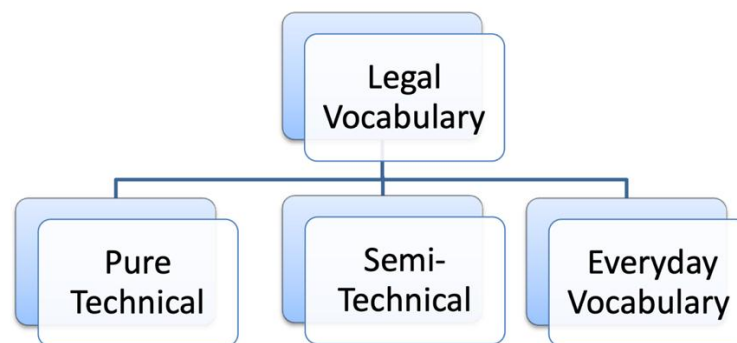 Legal
Vocabulary
Pure
Technical
Semi-
Technical
Everyday
Vocabulary